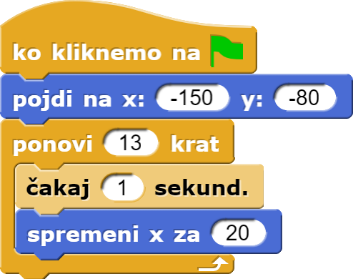 ko kliknemo na
pojdi na x: -150 y: -80
ponovi 13 krat
čakaj 1 sekund.
spremeni x za 20